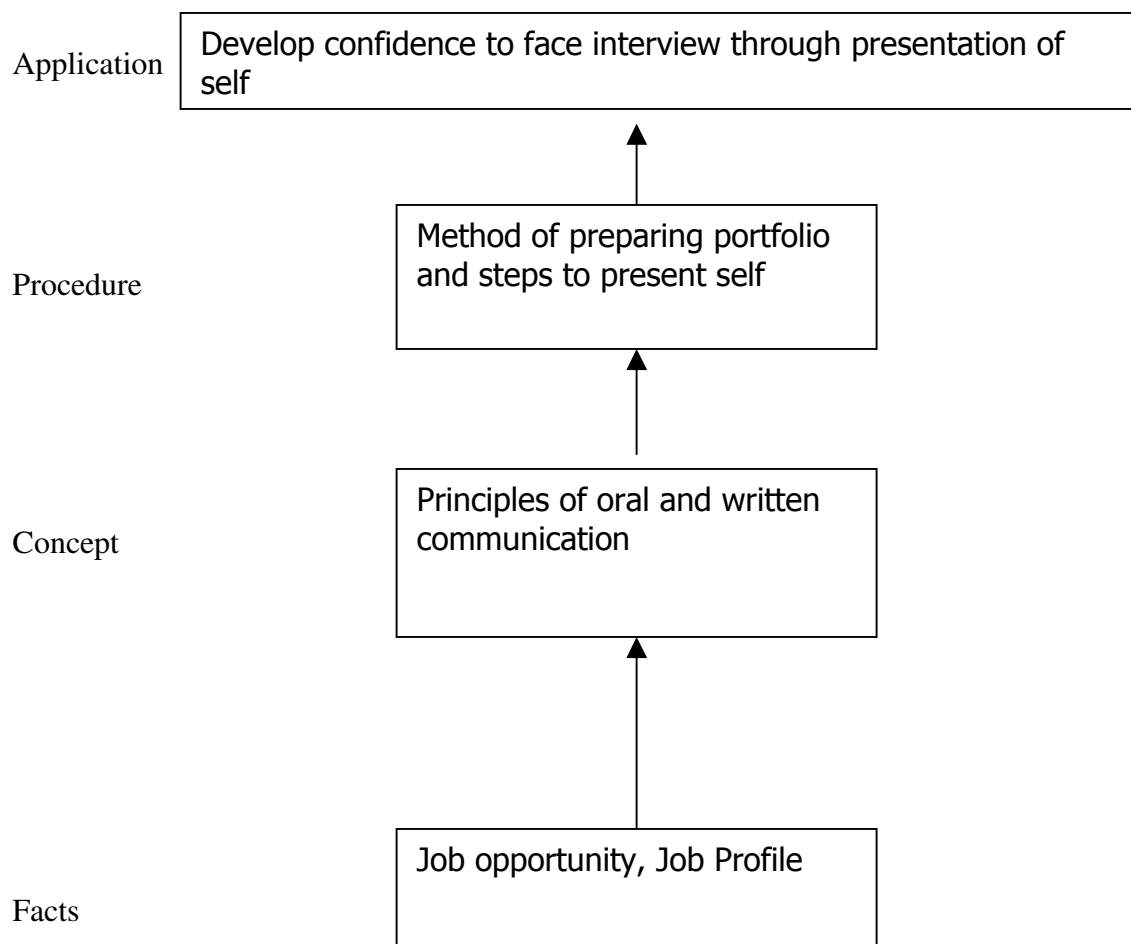 Application
Develop confidence to face interview through presentation of
self
Procedure
Method of preparing portfolio
and steps to present self
Concept
Principles of oral and written
communication
Facts
Job opportunity, Job Profile